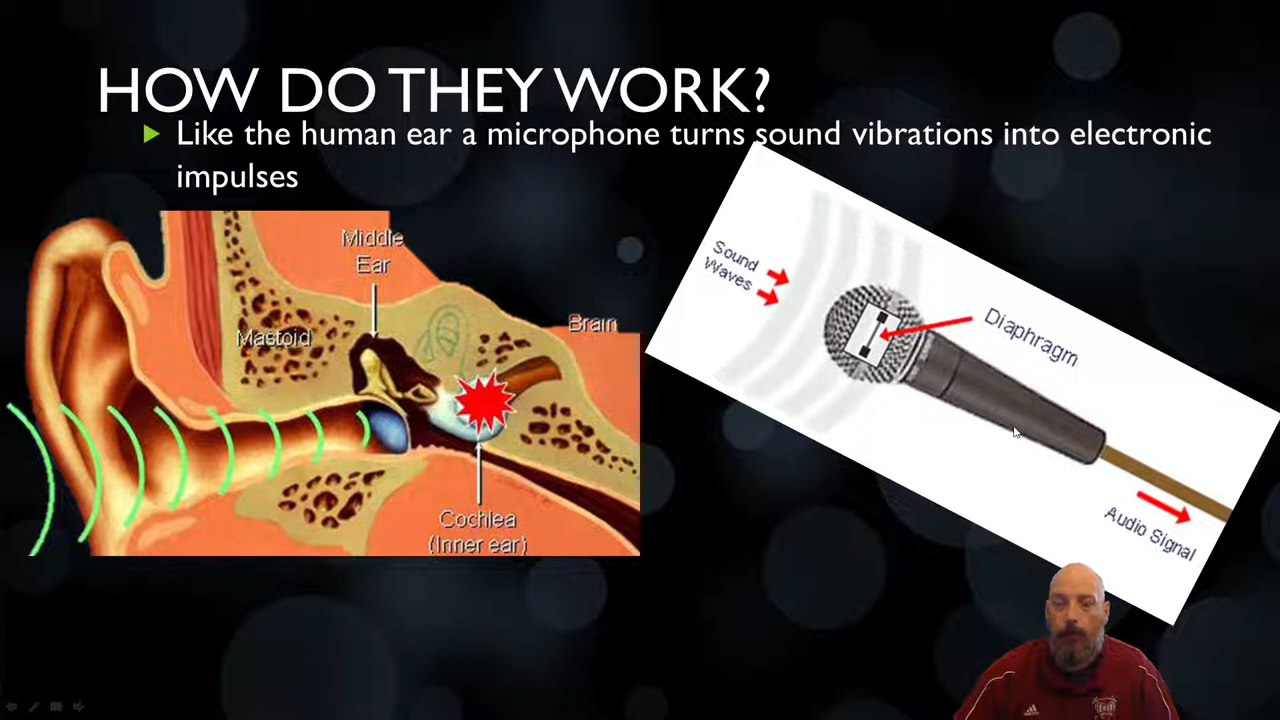 HOW DO THEY WORK?
Like the human ear a microphone turns sound vibrations into electronic
impulses
Middle
Ear
Mastoid
Brain
Cochlea
(Inner ear)
Sound
Waves
Diaphragm
Audio Signal